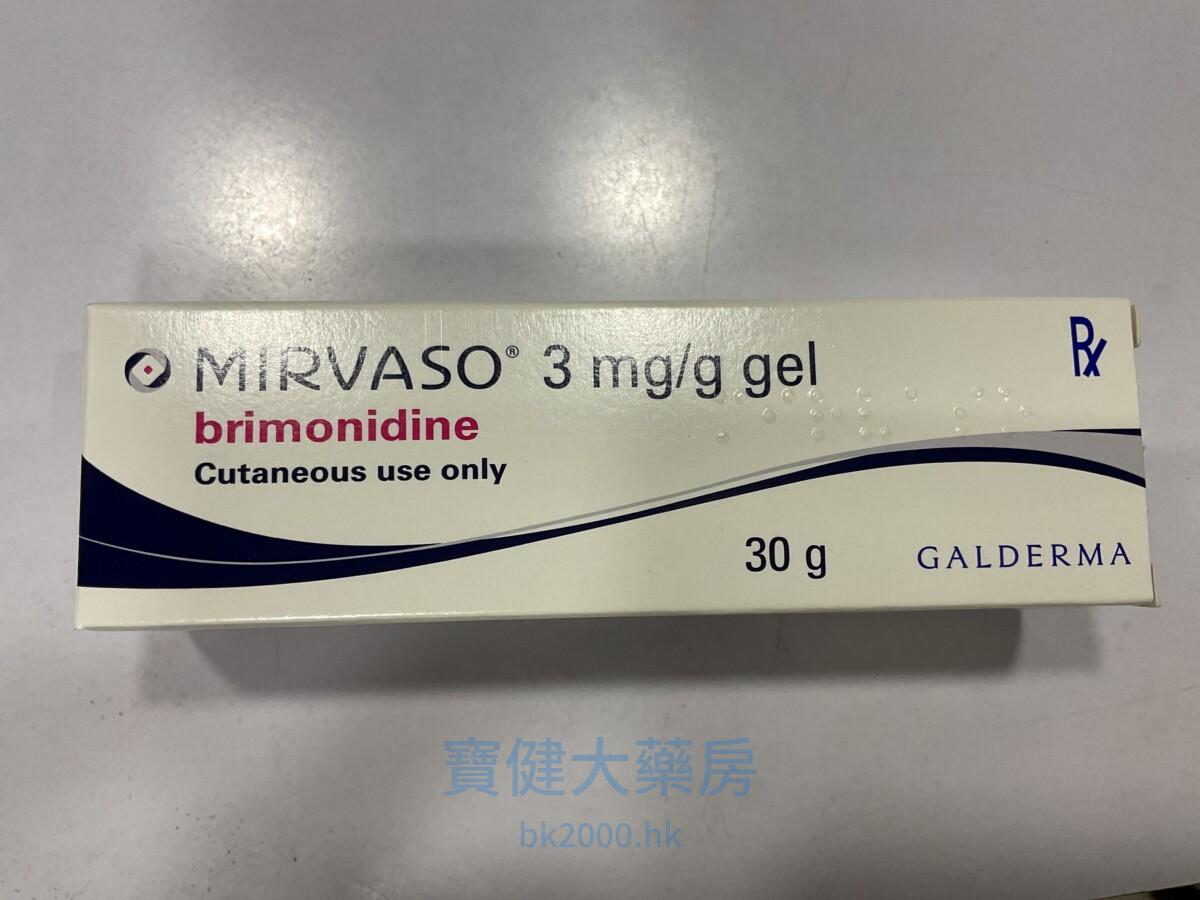 MIRVASO® 3 mg/g gel
Rx
brimonidine
Cutaneous use only
30 g
GALDERMA
寶健大藥房
bk2000.hk